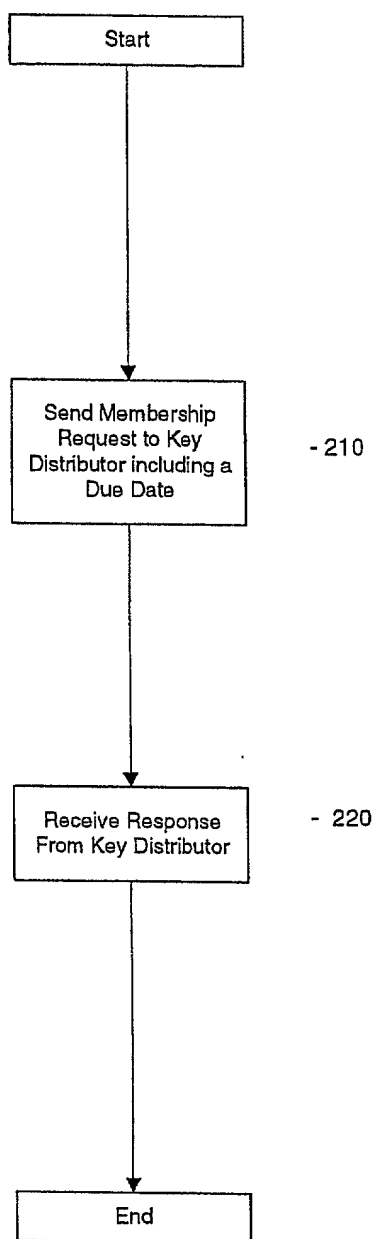 Start
Send Membership
Request to Key
Distributor including a
Due Date
- 210
Receive Response
From Key Distributor
- 220
End